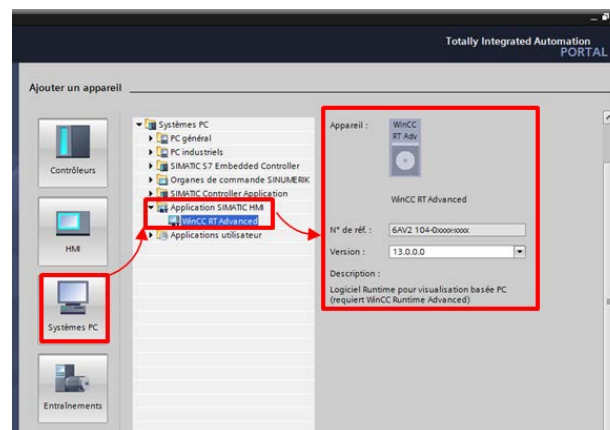 Totally Integrated Automation
PORTAL
Ajouter un appareil
Contrôleurs
HMI
Systèmes PC
Entraînements
Systèmes PC
PC général
PC industriels
SIMATIC S7 Embedded Controller
Organes de commande SINUMERIK
SIMATIC Controller Application
Application SIMATIC HMI
WinCC RT Advanced
Applications utilisateur
Appareil :
WinCC
RT Adv
WinCC RT Advanced
N° de réf. :
6AV2 104-0xxxx-xxxx
Version :
13.0.0.0
Description :
Logiciel Runtime pour visualisation basée PC
(requiert WinCC Runtime Advanced)